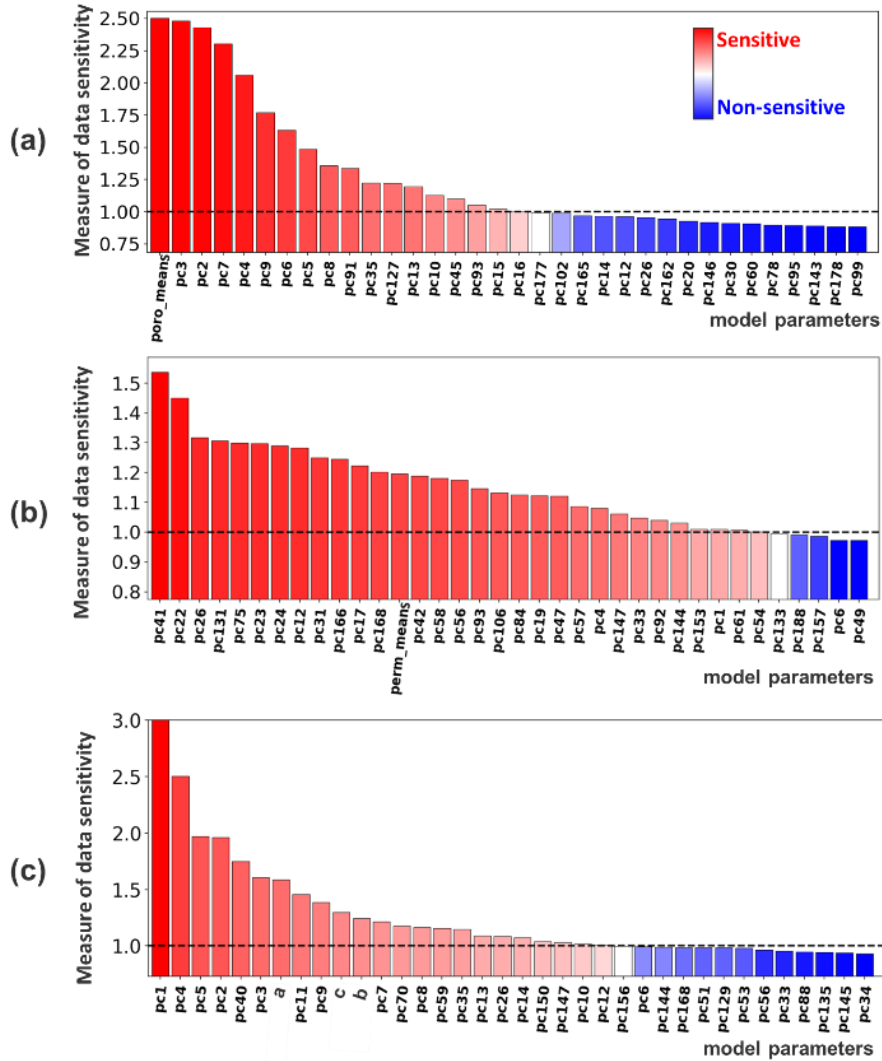 (a)
Measure of data sensitivity
2.50
2.25
2.00
1.75
1.50
1.25
1.00
0.75
Sensitive
Non-sensitive
poro_means pc3 pc2 pc7 pc4 pc9 pc6 pc5 pc8 pc91 pc35 pc127 pc13 pc10 pc45 pc93 pc15 pc16 pc177 pc102 pc165 pc14 pc12 pc26 pc162 pc20 pc146 pc30 pc60 pc78 pc95 pc143 pc178 pc99
model parameters
(b)
Measure of data sensitivity
1.5
1.4
1.3
1.2
1.1
1.0
0.9
0.8
pc41 pc22 pc26 pc131 pc75 pc23 pc24 pc12 pc31 pc166 pc17 pc168 perm_means pc42 pc58 pc56 pc93 pc106 pc84 pc19 pc47 pc57 pc4 pc147 pc33 pc92 pc144 pc153 pc1 pc61 pc54 pc133 pc188 pc157 pc6 pc49
model parameters
(c)
Measure of data sensitivity
3.0
2.5
2.0
1.5
1.0
pc1 pc4 pc5 pc2 pc40 pc3 a pc11 pc9 c b pc7 pc70 pc8 pc59 pc35 pc13 pc26 pc14 pc150 pc147 pc10 pc12 pc156 pc6 pc144 pc168 pc51 pc129 pc53 pc56 pc33 pc88 pc135 pc145 pc34
model parameters